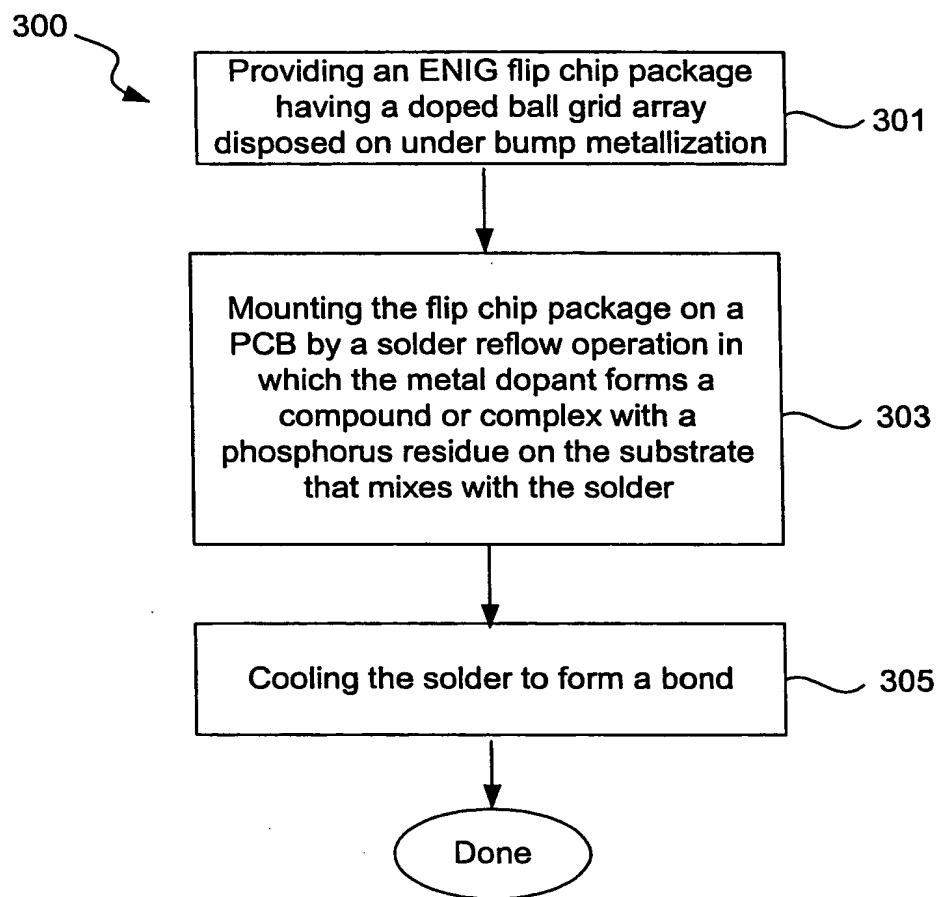 300
Providing an ENIG flip chip package
having a doped ball grid array
disposed on under bump metallization
301
Mounting the flip chip package on a
PCB by a solder reflow operation in
which the metal dopant forms a
compound or complex with a
phosphorus residue on the substrate
that mixes with the solder
303
Cooling the solder to form a bond
305
Done